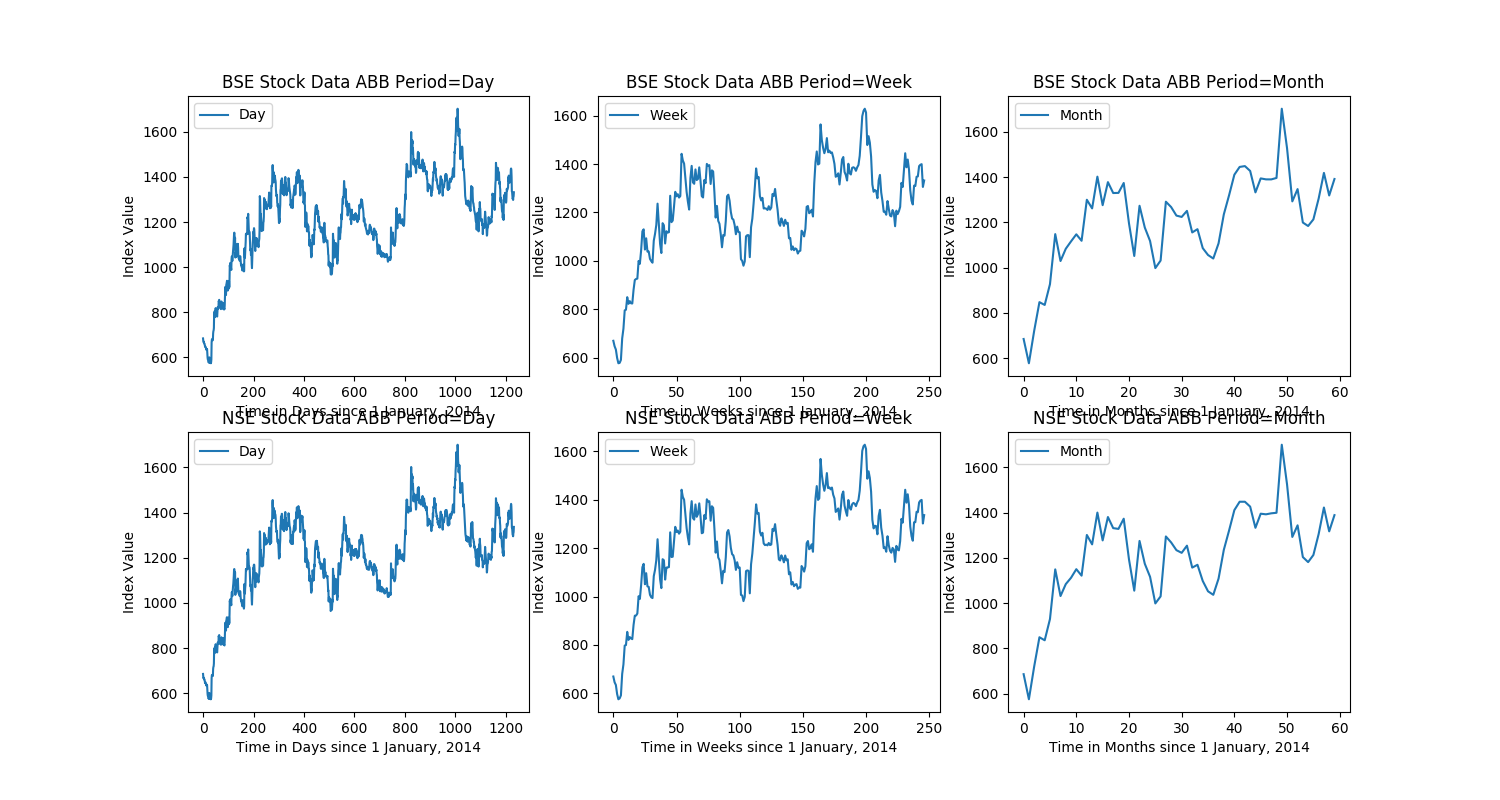 BSE Stock Data ABB Period=Day
Day
Index Value
1600
1400
1200
1000
800
600
0 200 400 600 800 1000 1200
Time in Days since 1 January, 2014
BSE Stock Data ABB Period=Week
Week
Index Value
1600
1400
1200
1000
800
600
0 50 100 150 200 250
Time in Weeks since 1 January, 2014
BSE Stock Data ABB Period=Month
Month
Index Value
1600
1400
1200
1000
800
600
0 10 20 30 40 50 60
Time in Months since 1 January, 2014
NSE Stock Data ABB Period=Day
Day
Index Value
1600
1400
1200
1000
800
600
0 200 400 600 800 1000 1200
Time in Days since 1 January, 2014
NSE Stock Data ABB Period=Week
Week
Index Value
1600
1400
1200
1000
800
600
0 50 100 150 200 250
Time in Weeks since 1 January, 2014
NSE Stock Data ABB Period=Month
Month
Index Value
1600
1400
1200
1000
800
600
0 10 20 30 40 50 60
Time in Months since 1 January, 2014